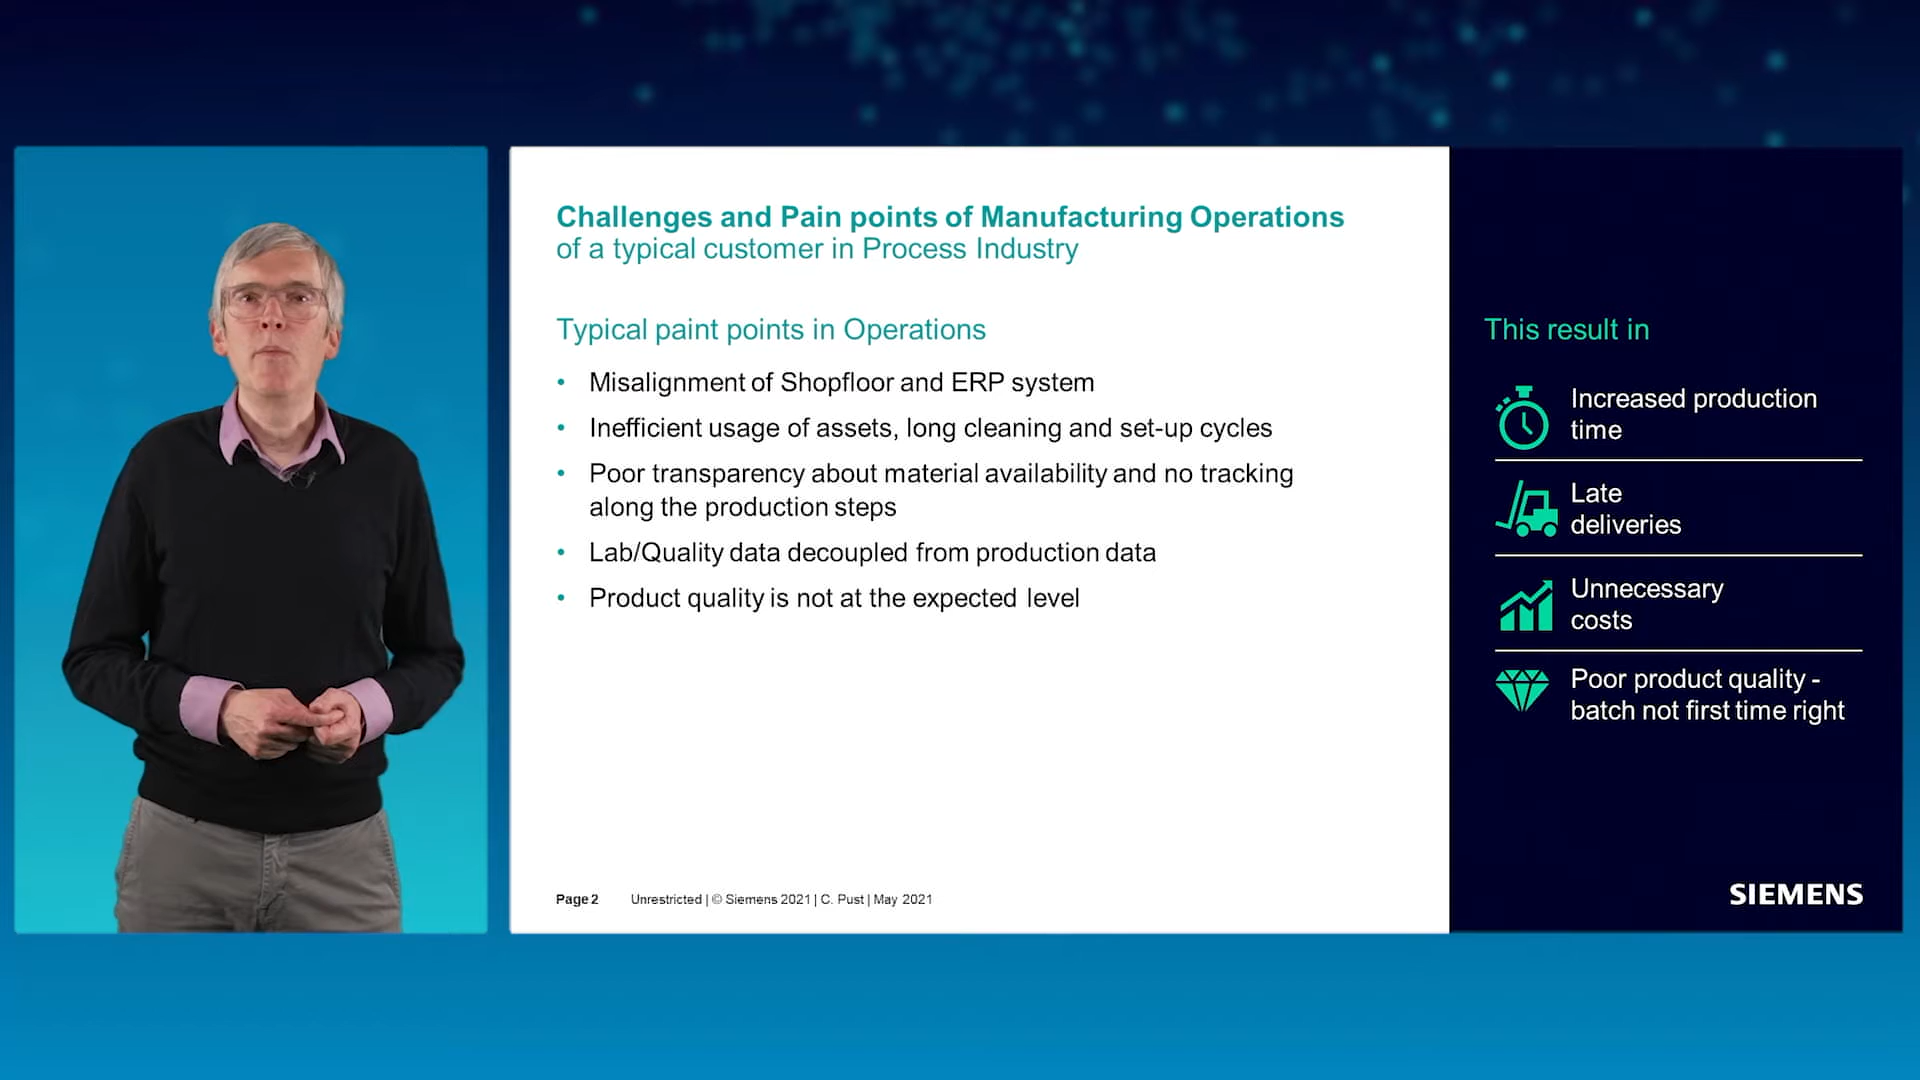 Challenges and Pain points of Manufacturing Operations
of a typical customer in Process Industry
Typical paint points in Operations
• Misalignment of Shopfloor and ERP system
• Inefficient usage of assets, long cleaning and set-up cycles
• Poor transparency about material availability and no tracking
along the production steps
• Lab/Quality data decoupled from production data
• Product quality is not at the expected level
Page 2 Unrestricted | © Siemens 2021 | C. Pust | May 2021
This result in
Increased production
time
Late
deliveries
Unnecessary
costs
Poor product quality -
batch not first time right
SIEMENS